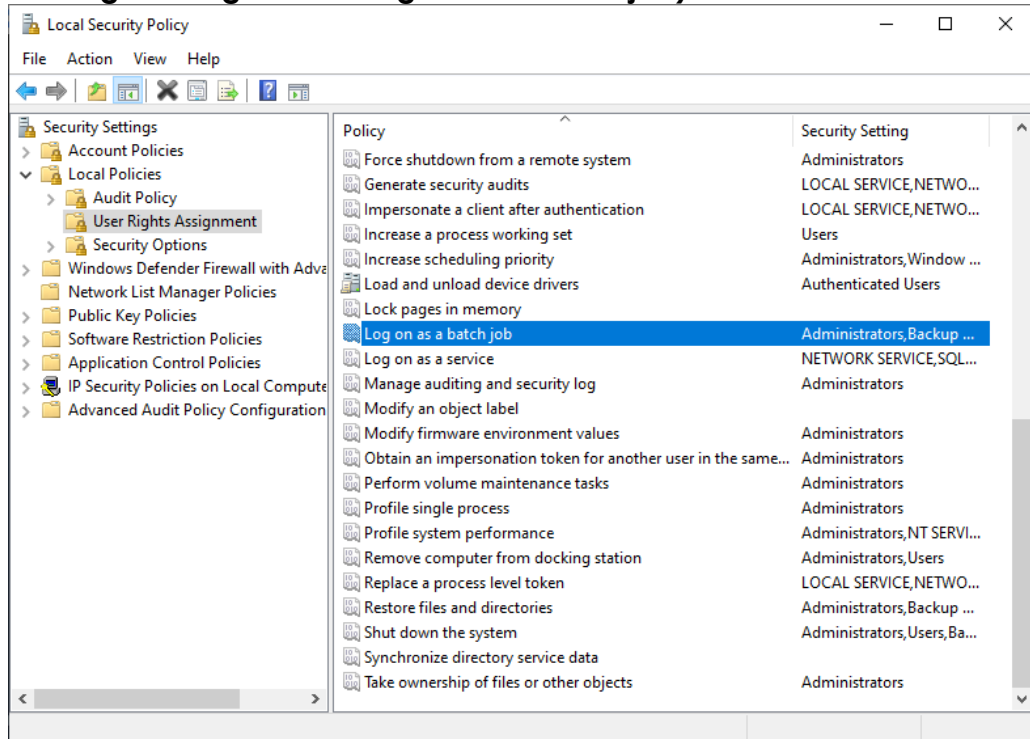 Local Security Policy
File Action View Help
Security Settings
Account Policies
Local Policies
Audit Policy
User Rights Assignment
Security Options
Windows Defender Firewall with Adva
Network List Manager Policies
Public Key Policies
Software Restriction Policies
Application Control Policies
IP Security Policies on Local Compute
Advanced Audit Policy Configuration
Policy Security Setting
Force shutdown from a remote system Administrators
Generate security audits LOCAL SERVICE,NETWO...
Impersonate a client after authentication LOCAL SERVICE,NETWO...
Increase a process working set Users
Increase scheduling priority Administrators,Window ...
Load and unload device drivers Authenticated Users
Lock pages in memory
Log on as a batch job Administrators,Backup ...
Log on as a service NETWORK SERVICE,SQL...
Manage auditing and security log Administrators
Modify an object label
Modify firmware environment values Administrators
Obtain an impersonation token for another user in the same... Administrators
Perform volume maintenance tasks Administrators
Profile single process Administrators
Profile system performance Administrators,NT SERVI...
Remove computer from docking station Administrators,Users
Replace a process level token LOCAL SERVICE,NETWO...
Restore files and directories Administrators,Backup ...
Shut down the system Administrators,Users,Ba...
Synchronize directory service data
Take ownership of files or other objects Administrators